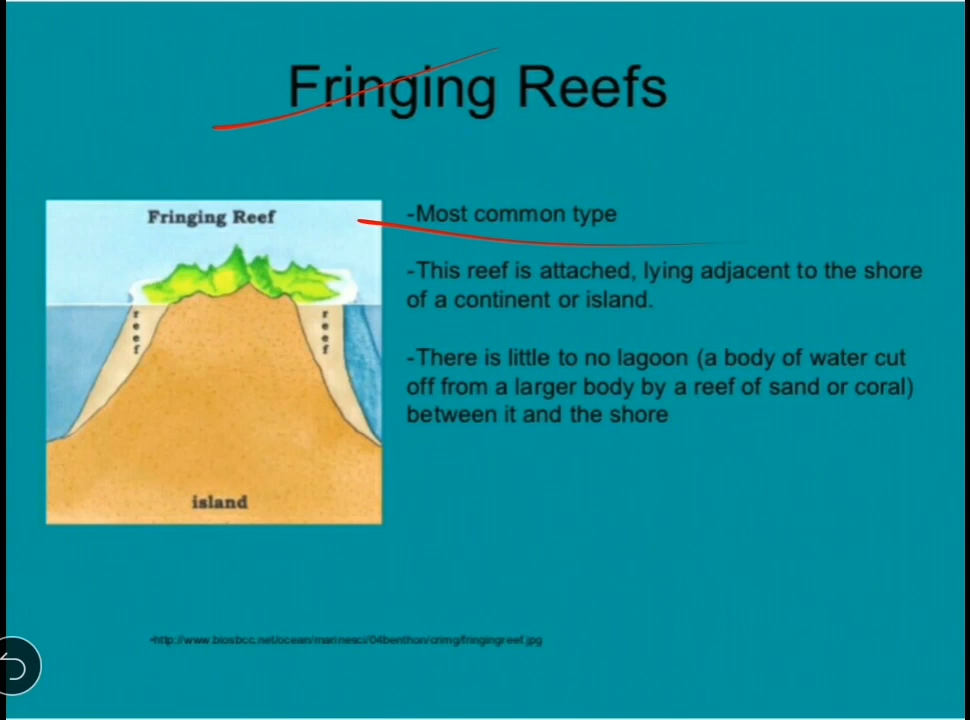 Fringing Reefs
Fringing Reef
reef
reef
island
-Most common type
-This reef is attached, lying adjacent to the shore
of a continent or island.
-There is little to no lagoon (a body of water cut
off from a larger body by a reef of sand or coral)
between it and the shore
•http://www.biosbcc.net/ocean/marinesci/04benthon/crimg/fringingreef.jpg